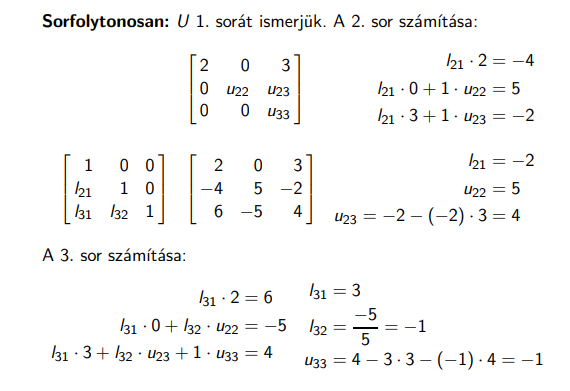 Sorfolytonosan: U 1. sorát ismerjük. A 2. sor számítása:
[2 0 3]
[0 u22 u23]
[0 0 u33]
l21 · 2 = −4
l21 · 0 + 1 · u22 = 5
l21 · 3 + 1 · u23 = −2
[1 0 0] [2 0 3]
[l21 1 0] [−4 5 −2]
[l31 l32 1] [6 −5 4]
l21 = −2
u22 = 5
u23 = −2 − (−2) · 3 = 4
A 3. sor számítása:
l31 · 2 = 6
l31 · 0 + l32 · u22 = −5
l31 · 3 + l32 · u23 + 1 · u33 = 4
l31 = 3
l32 = −5/5 = −1
u33 = 4 − 3 · 3 − (−1) · 4 = −1